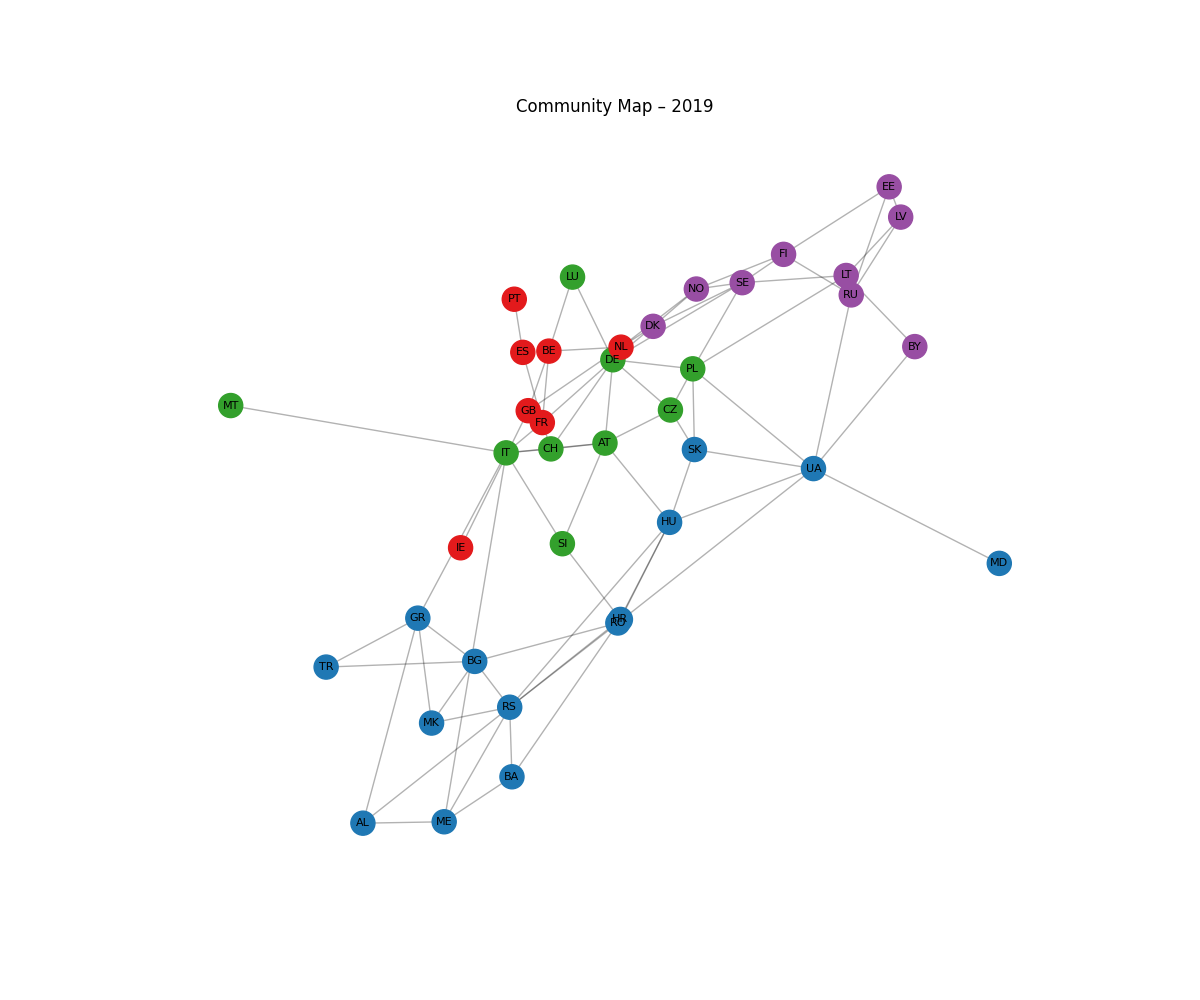 Community Map – 2019
EE
LV
FI
LT
LU
SE
NO
RU
PT
DK
BY
NL
ES
BE
DE
PL
MT
CZ
GB
FR
AT
CH
SK
IT
UA
HU
SI
IE
MD
GR
HR
RO
BG
TR
RS
MK
BA
AL
ME